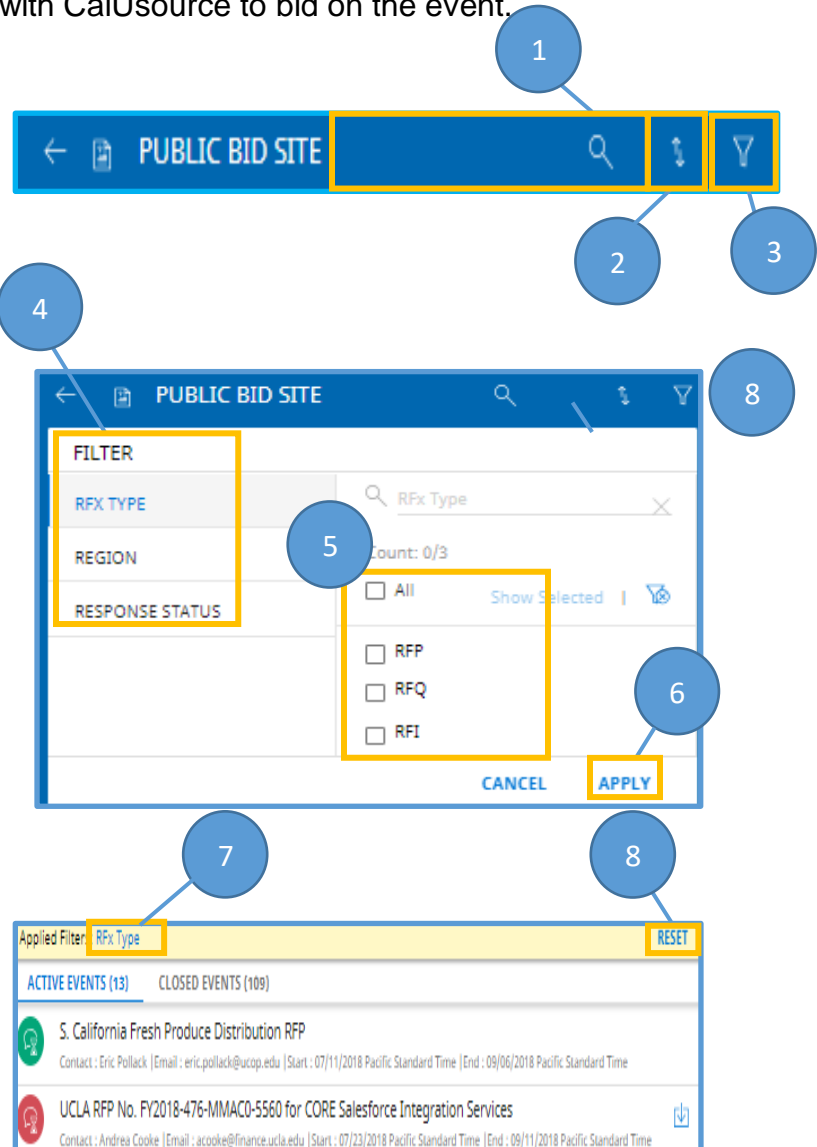 with CalUsource to bid on the event.
1
PUBLIC BID SITE
2
3
4
PUBLIC BID SITE
8
FILTER
RFX TYPE
RFx Type
REGION
5
Count: 0/3
All
Show Selected |
RESPONSE STATUS
RFP
RFQ
6
RFI
CANCEL APPLY
7
8
Applied Filter: RFx Type
RESET
ACTIVE EVENTS (13) CLOSED EVENTS (109)
S. California Fresh Produce Distribution RFP
Contact : Eric Pollack |Email : eric.pollack@ucop.edu |Start : 07/11/2018 Pacific Standard Time |End : 09/06/2018 Pacific Standard Time
UCLA RFP No. FY2018-476-MMAC0-5560 for CORE Salesforce Integration Services
Contact : Andrea Cooke |Email : acooke@finance.ucla.edu |Start : 07/23/2018 Pacific Standard Time |End : 09/11/2018 Pacific Standard Time